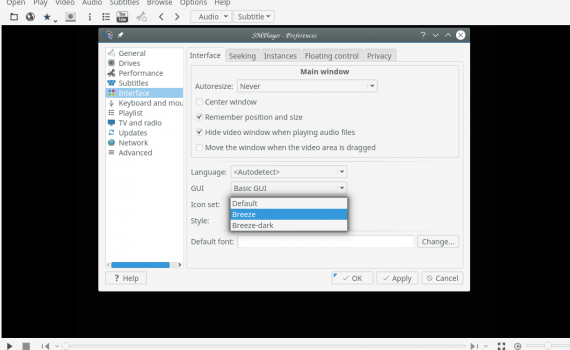 Open Play Video Audio Subtitles Browse Options Help
Audio Subtitle
SMPlayer - Preferences
General
Drives
Performance
Subtitles
Interface
Keyboard and mou
Playlist
TV and radio
Updates
Network
Advanced
Interface Seeking Instances Floating control Privacy
Main window
Autoresize: Never
Center window
Remember position and size
Hide video window when playing audio files
Move the window when the video area is dragged
Language: <Autodetect>
GUI Basic GUI
Icon set:
Default
Breeze
Breeze-dark
Style:
Default font: Change...
? Help OK Apply Cancel